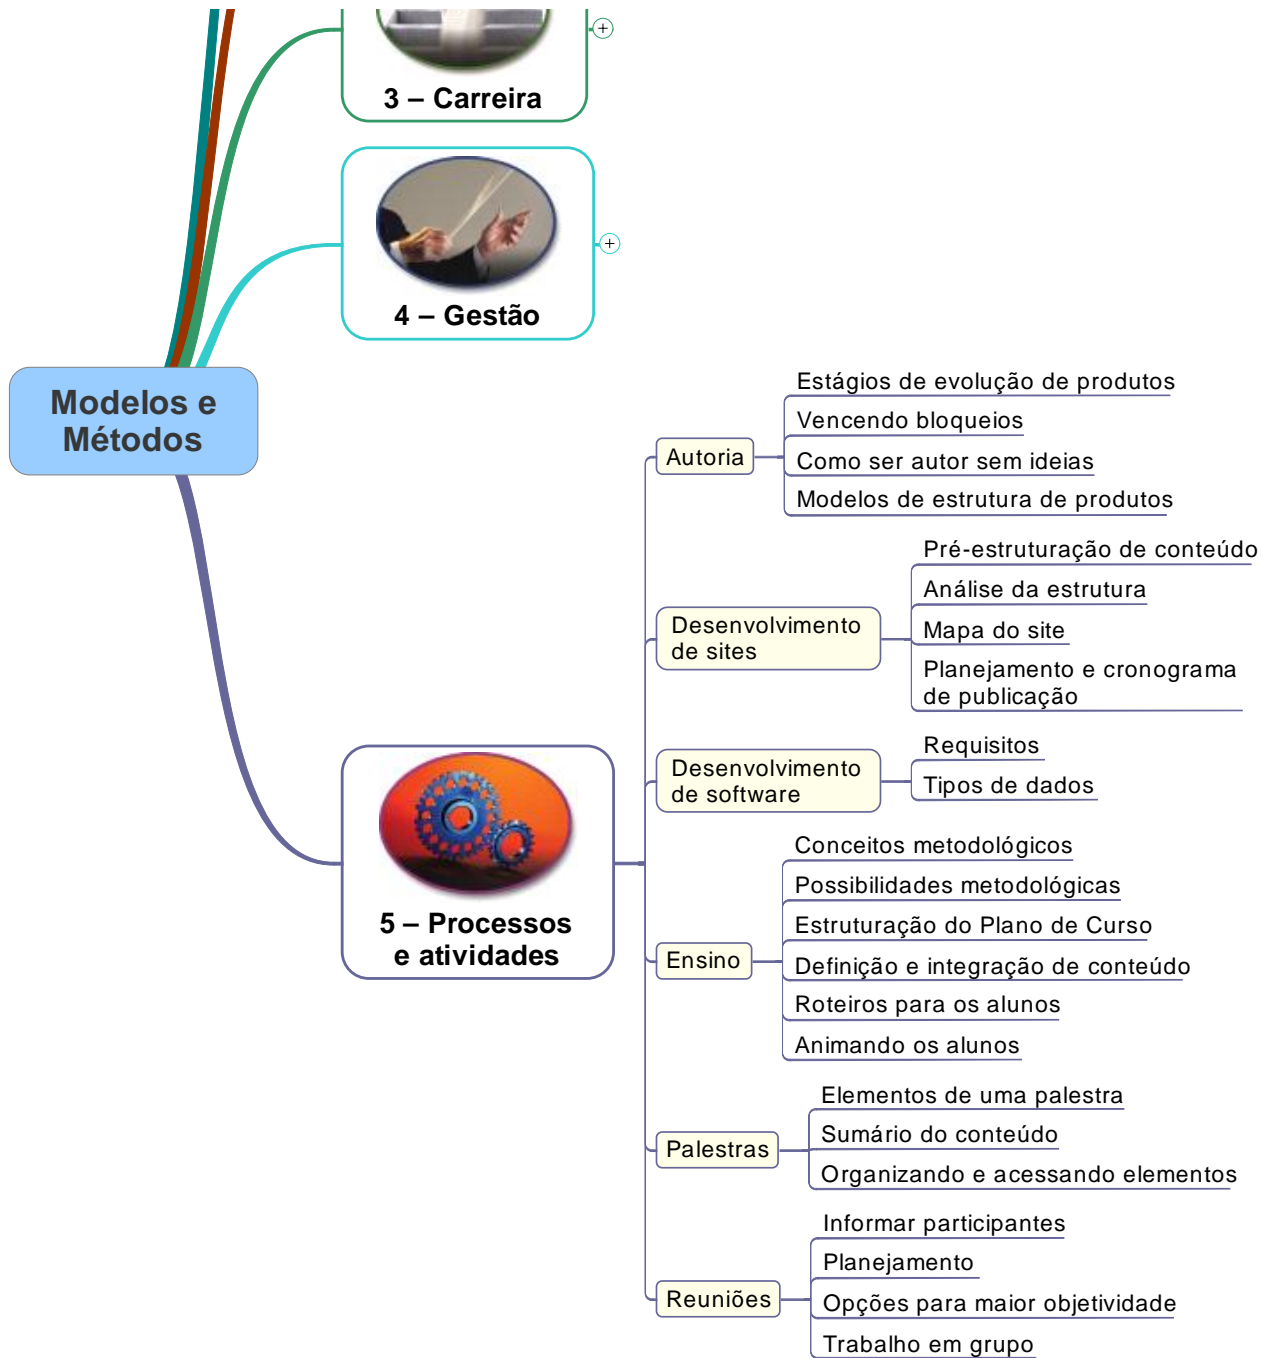 3 – Carreira
4 – Gestão
Modelos e
Métodos
5 – Processos
e atividades
Autoria
Estágios de evolução de produtos
Vencendo bloqueios
Como ser autor sem ideias
Modelos de estrutura de produtos
Desenvolvimento
de sites
Pré-estruturação de conteúdo
Análise da estrutura
Mapa do site
Planejamento e cronograma
de publicação
Desenvolvimento
de software
Requisitos
Tipos de dados
Ensino
Conceitos metodológicos
Possibilidades metodológicas
Estruturação do Plano de Curso
Definição e integração de conteúdo
Roteiros para os alunos
Animando os alunos
Palestras
Elementos de uma palestra
Sumário do conteúdo
Organizando e acessando elementos
Reuniões
Informar participantes
Planejamento
Opções para maior objetividade
Trabalho em grupo